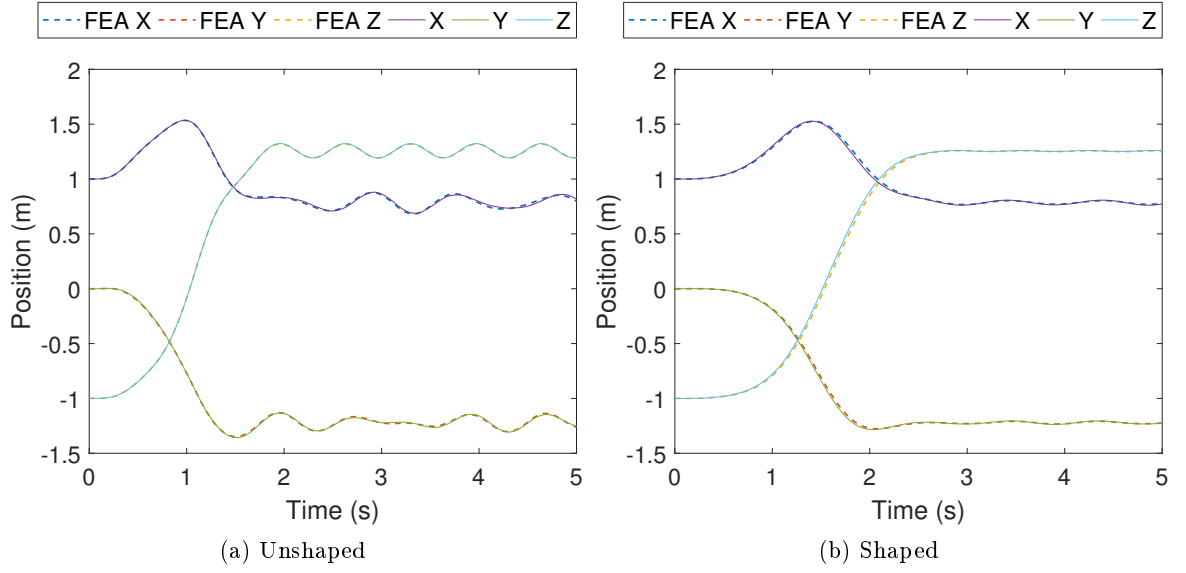 FEA X FEA Y FEA Z X Y Z
2
1.5
1
0.5
0
-0.5
-1
-1.5
Position (m)
0 1 2 3 4 5
Time (s)
(a) Unshaped
FEA X FEA Y FEA Z X Y Z
2
1.5
1
0.5
0
-0.5
-1
-1.5
Position (m)
0 1 2 3 4 5
Time (s)
(b) Shaped